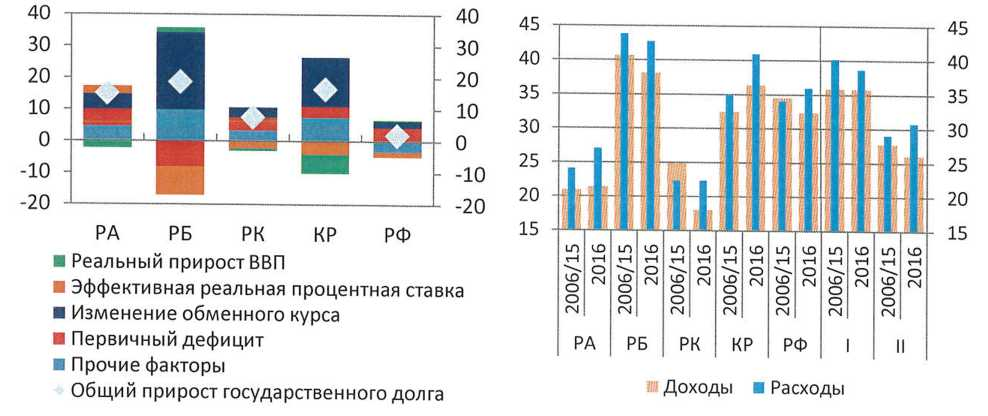 40 40
30 30
20 20
10 10
0 0
-10 -10
-20 -20
РА РБ РК КР РФ
Реальный прирост ВВП
Эффективная реальная процентная ставка
Изменение обменного курса
Первичный дефицит
Прочие факторы
Общий прирост государственного долга
45 45
40 40
35 35
30 30
25 25
20 20
15 15
2006/15 2016 2006/15 2016 2006/15 2016 2006/15 2016 2006/15 2016 2006/15 2016 2006/15 2016
РА РБ РК КР РФ I II
Доходы Расходы